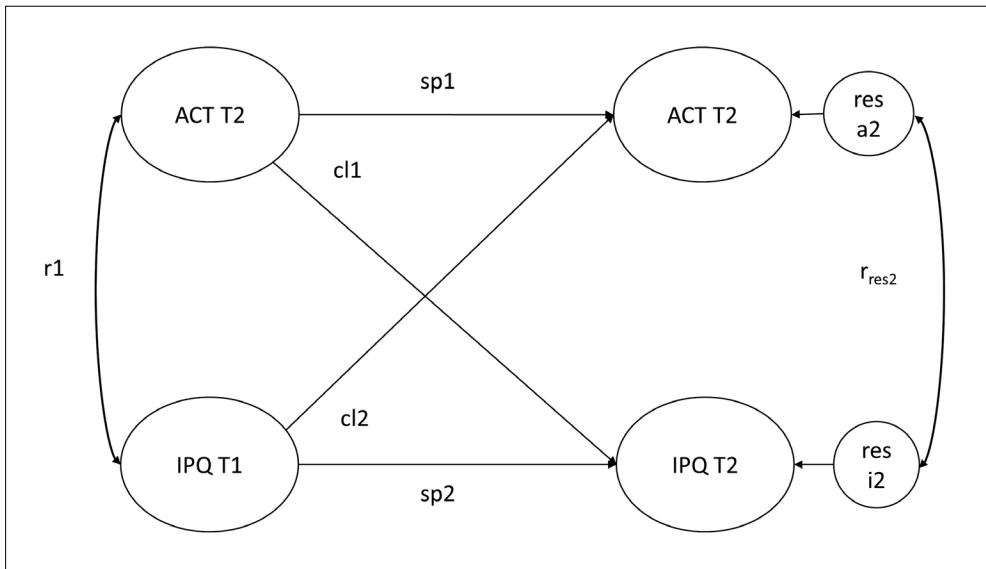 sp1
ACT T2
ACT T2
res
a2
cl1
r1
r_res2
cl2
IPQ T1
IPQ T2
res
i2
sp2